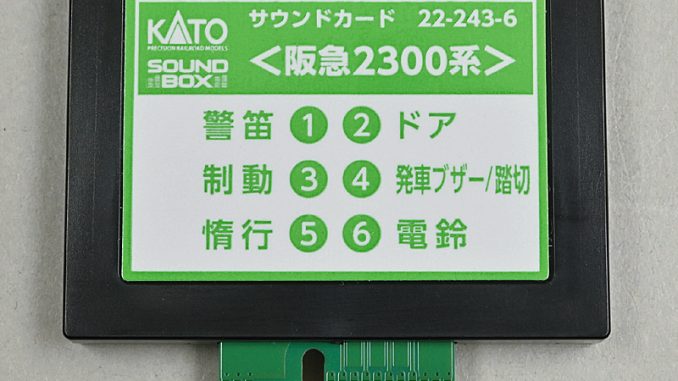 KATO サウンドカード 22-243-6
PRECISION RAILROAD MODELS
SOUND BOX <阪急2300系>
警笛 1 2 ドア
制動 3 4 発車ブザー/踏切
惰行 5 6 電鈴